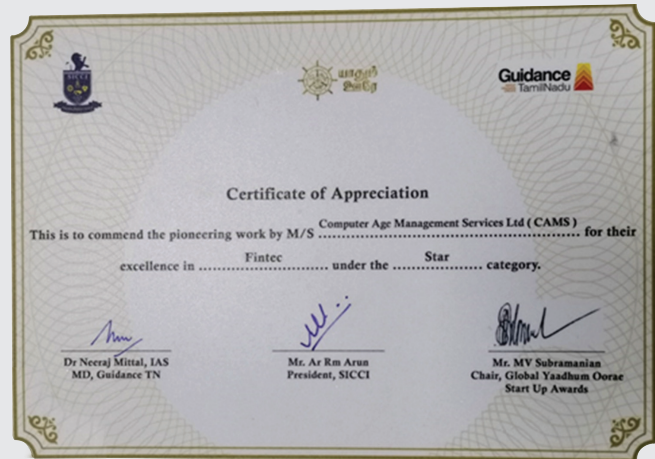 SICCI
யாதும்
ஊரே
Guidance
TamilNadu
Certificate of Appreciation
This is to commend the pioneering work by M/S Computer Age Management Services Ltd ( CAMS ) for their
excellence in Fintec under the Star category.
Dr Neeraj Mittal, IAS
MD, Guidance TN
Mr. Ar Rm Arun
President, SICCI
Mr. MV Subramanian
Chair, Global Yaadhum Oorae
Start Up Awards